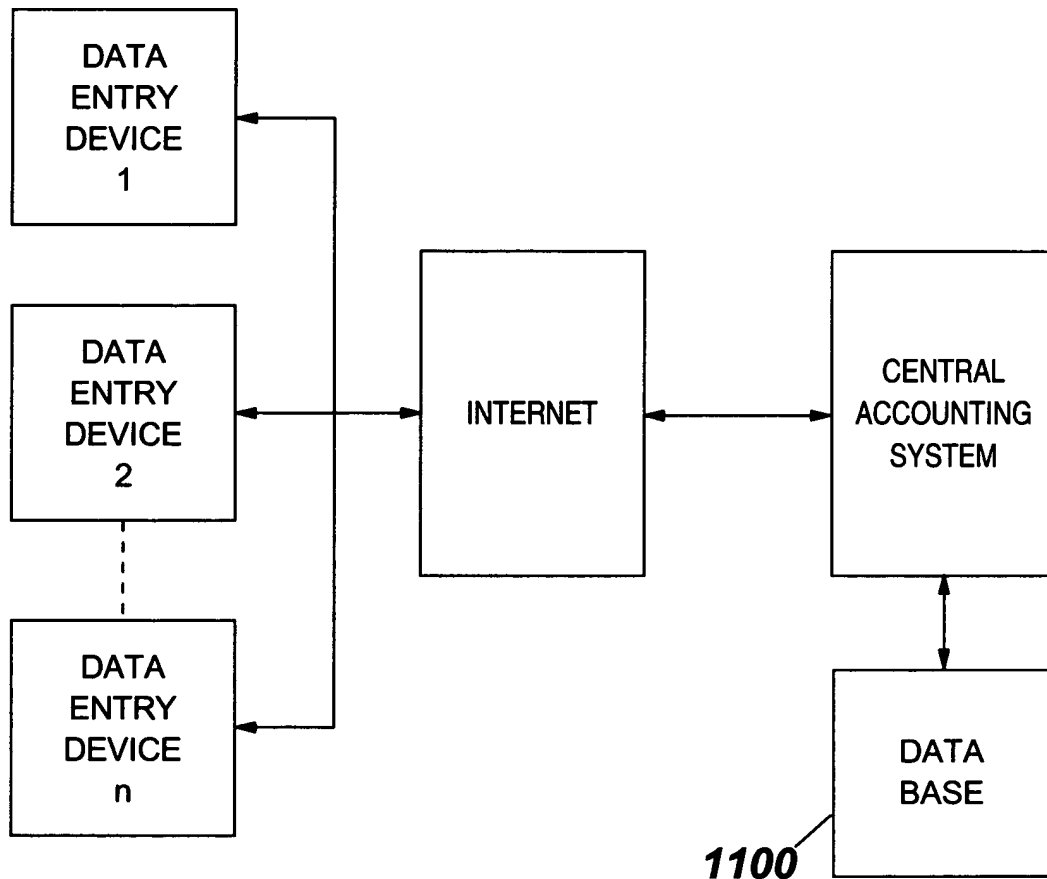 DATA
ENTRY
DEVICE
1
DATA
ENTRY
DEVICE
2
DATA
ENTRY
DEVICE
n
INTERNET
CENTRAL
ACCOUNTING
SYSTEM
DATA
BASE
1100